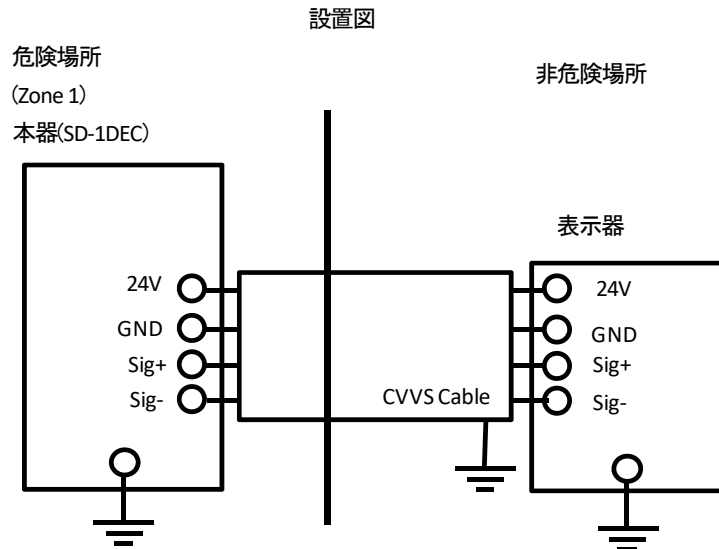 設置図
危険場所
(Zone 1)
本器(SD-1DEC)
非危険場所
表示器
24V
GND
Sig+
Sig-
CVVS Cable
24V
GND
Sig+
Sig-